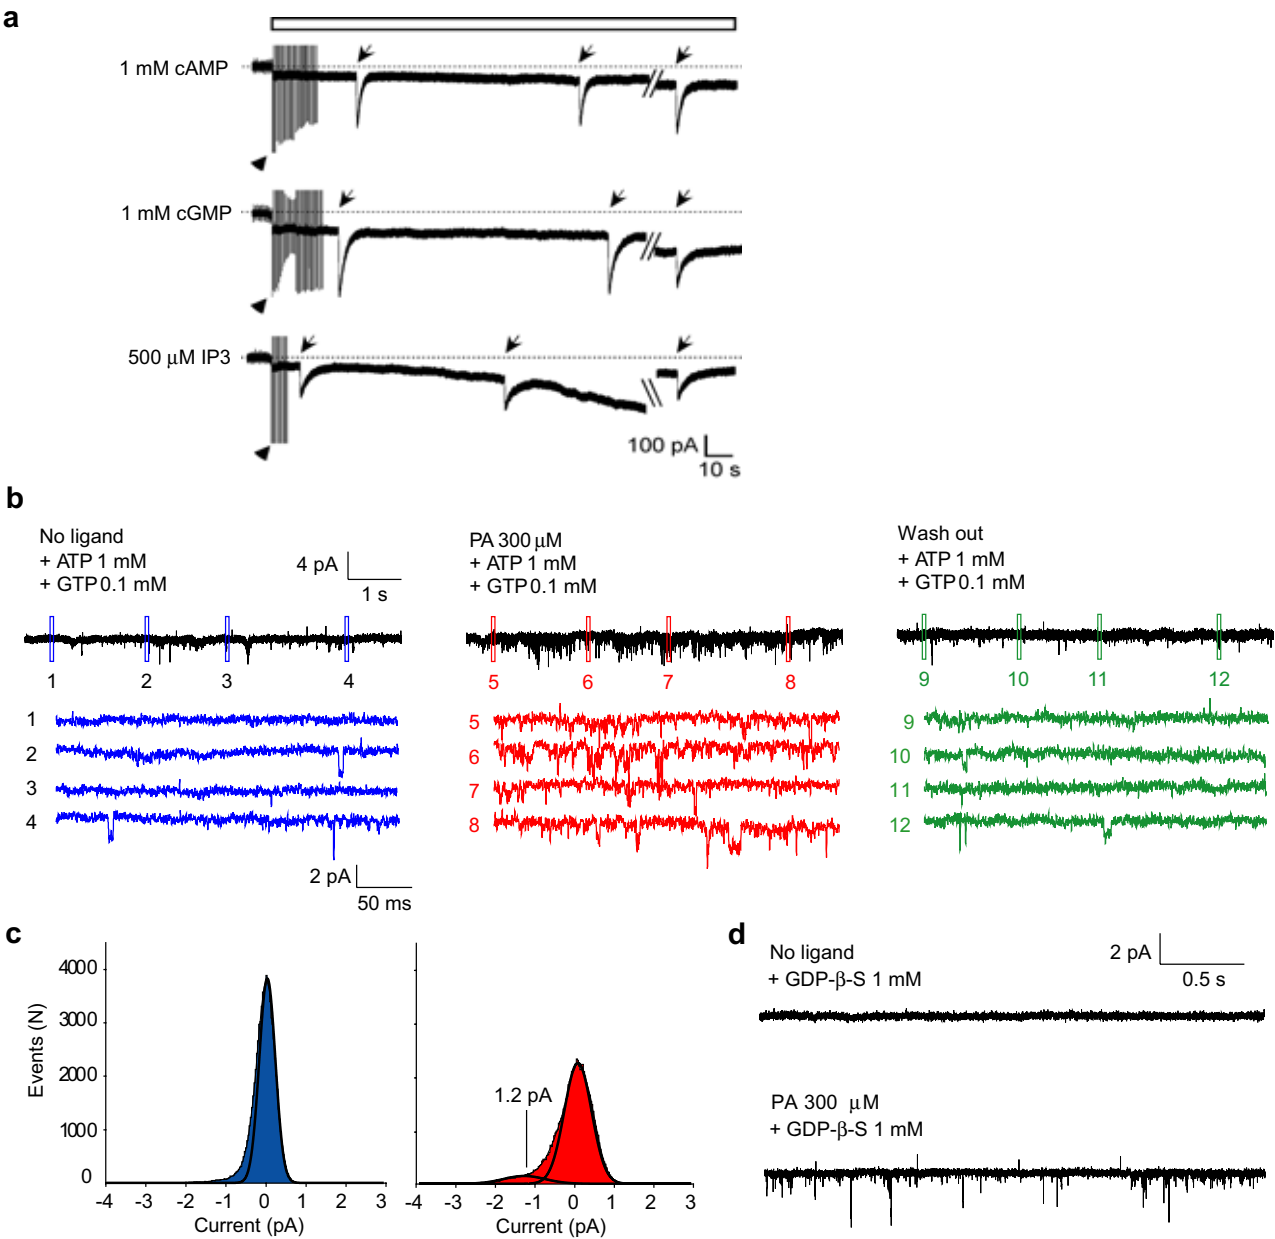 a
1 mM cAMP
1 mM cGMP
500 μM IP3
100 pA
10 s
b
No ligand
+ ATP 1 mM
+ GTP 0.1 mM
4 pA
1 s
PA 300 μM
+ ATP 1 mM
+ GTP 0.1 mM
Wash out
+ ATP 1 mM
+ GTP 0.1 mM
1 2 3 4
5 6 7 8
9 10 11 12
1
2
3
4
2 pA
50 ms
5
6
7
8
9
10
11
12
c
Events (N)
4000
3000
2000
1000
0
-4 -3 -2 -1 0 1 2 3
Current (pA)
1.2 pA
-4 -3 -2 -1 0 1 2 3
Current (pA)
d
No ligand
+ GDP-β-S 1 mM
2 pA
0.5 s
PA 300 μM
+ GDP-β-S 1 mM